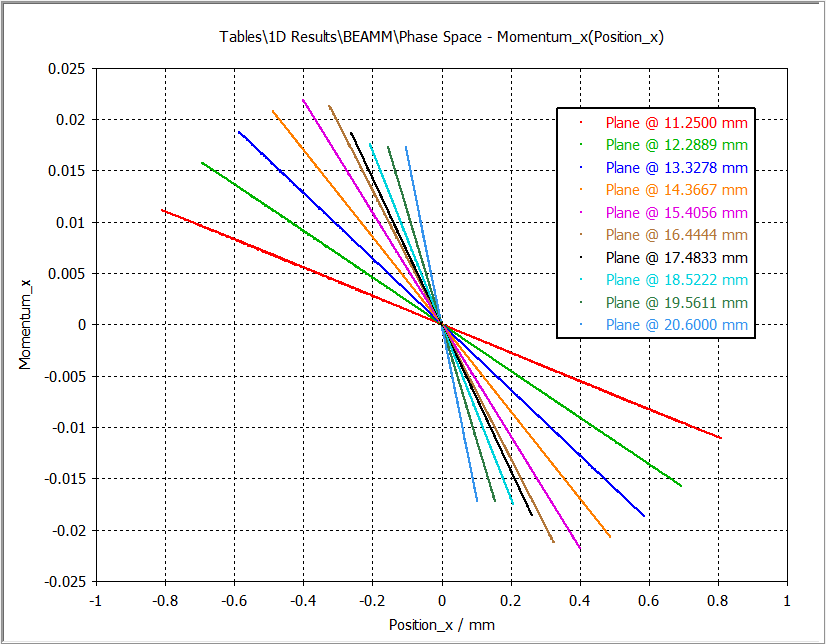 Tables\1D Results\BEAMM\Phase Space - Momentum_x(Position_x)
0.025
0.02
0.015
0.01
0.005
0
-0.005
-0.01
-0.015
-0.02
-0.025
Momentum_x
Plane @ 11.2500 mm
Plane @ 12.2889 mm
Plane @ 13.3278 mm
Plane @ 14.3667 mm
Plane @ 15.4056 mm
Plane @ 16.4444 mm
Plane @ 17.4833 mm
Plane @ 18.5222 mm
Plane @ 19.5611 mm
Plane @ 20.6000 mm
-1 -0.8 -0.6 -0.4 -0.2 0 0.2 0.4 0.6 0.8 1
Position_x / mm